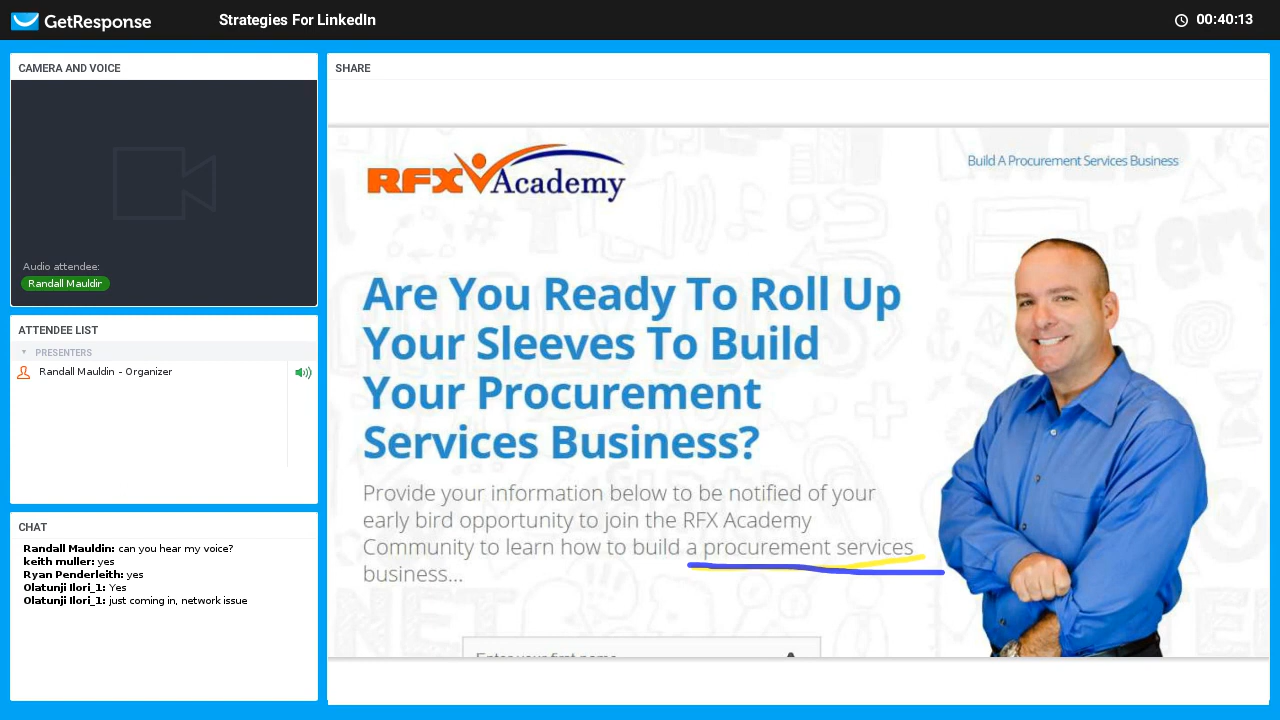 GetResponse
Strategies For LinkedIn
00:40:13
CAMERA AND VOICE
Audio attendee:
Randall Mauldin
ATTENDEE LIST
PRESENTERS
Randall Mauldin - Organizer
CHAT
Randall Mauldin: can you hear my voice?
keith muller: yes
Ryan Penderleith: yes
Olatunji Ilori_1: Yes
Olatunji Ilori_1: just coming in, network issue
SHARE
RFX Academy
Build A Procurement Services Business
Are You Ready To Roll Up
Your Sleeves To Build
Your Procurement
Services Business?
Provide your information below to be notified of your
early bird opportunity to join the RFX Academy
Community to learn how to build a procurement services
business...
Enter your first name